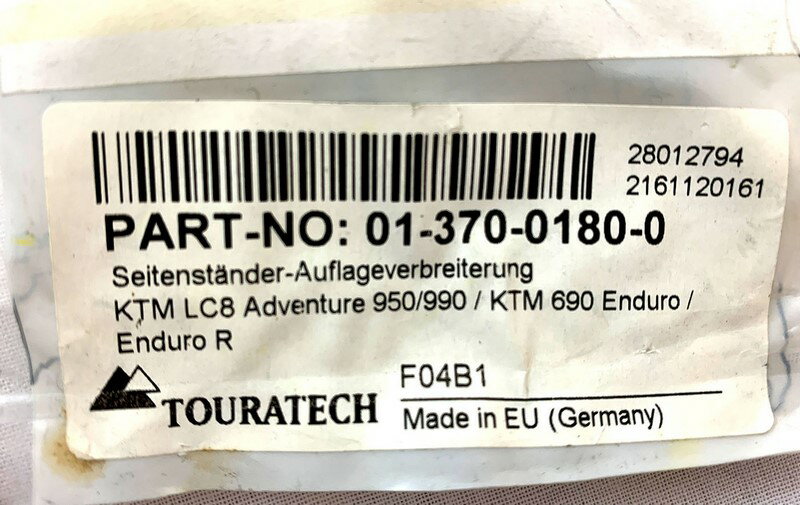 28012794
2161120161
PART-NO: 01-370-0180-0
Seitenständer-Auflageverbreiterung
KTM LC8 Adventure 950/990 / KTM 690 Enduro /
Enduro R
F04B1
TOURATECH
Made in EU (Germany)